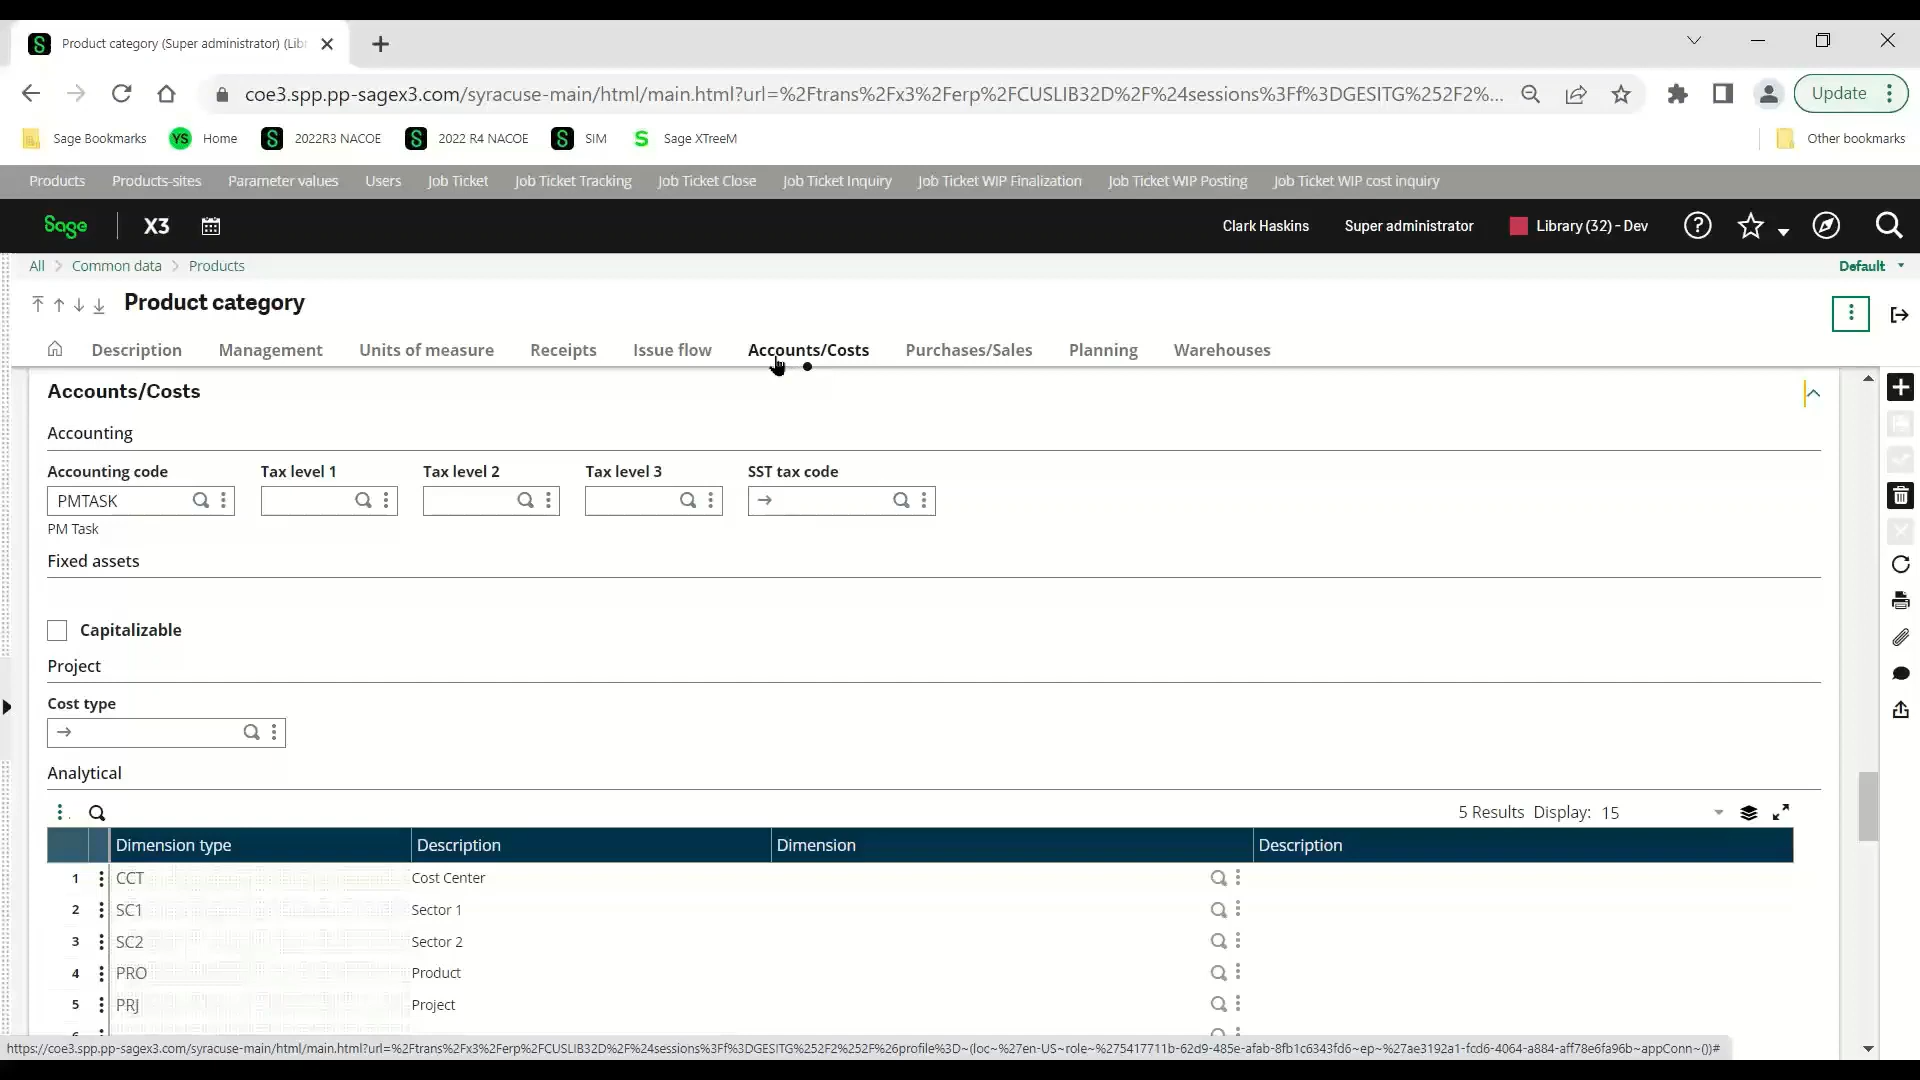 Product category (Super administrator) (Lib
coe3.spp.pp-sagex3.com/syracuse-main/html/main.html?url=%2Ftrans%2Fx3%2Ferp%2FCUSLIB32D%2F%24sessions%3Ff%3DGESITG%252F2%... Update
Sage Bookmarks YS Home 2022R3 NACOE 2022 R4 NACOE SIM Sage XTreeM Other bookmarks
Products Products-sites Parameter values Users Job Ticket Job Ticket Tracking Job Ticket Close Job Ticket Inquiry Job Ticket WIP Finalization Job Ticket WIP Posting Job Ticket WIP cost inquiry
Sage X3 Clark Haskins Super administrator Library (32) - Dev
All > Common data > Products Default
Product category
Description Management Units of measure Receipts Issue flow Accounts/Costs Purchases/Sales Planning Warehouses
Accounts/Costs
Accounting
Accounting code Tax level 1 Tax level 2 Tax level 3 SST tax code
PMTASK
PM Task
Fixed assets
Capitalizable
Project
Cost type
Analytical
5 Results Display: 15
Dimension type Description Dimension Description
1 CCT Cost Center
2 SC1 Sector 1
3 SC2 Sector 2
4 PRO Product
5 PRJ Project
https://coe3.spp.pp-sagex3.com/syracuse-main/html/main.html?url=%2Ftrans%2Fx3%2Ferp%2FCUSLIB32D%2F%24sessions%3Ff%3DGESITG%252F2%252F%26profile%3D~(loc~%27en-US~role~%275417711b-62d9-485e-afab-8fb1c6343fd6~ep~%27ae3192a1-fcd6-4064-a884-aff78e6fa96b~appConn~())#